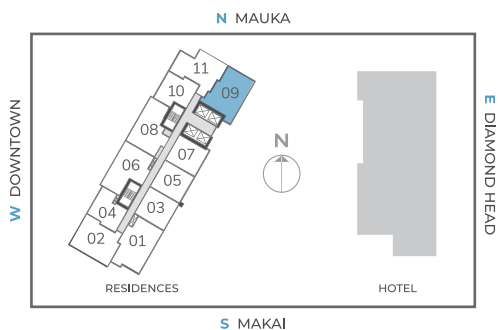 N MAUKA
W DOWNTOWN
E DIAMOND HEAD
11
09
10
08
07
06
05
04
03
02
01
N
RESIDENCES
HOTEL
S MAKAI